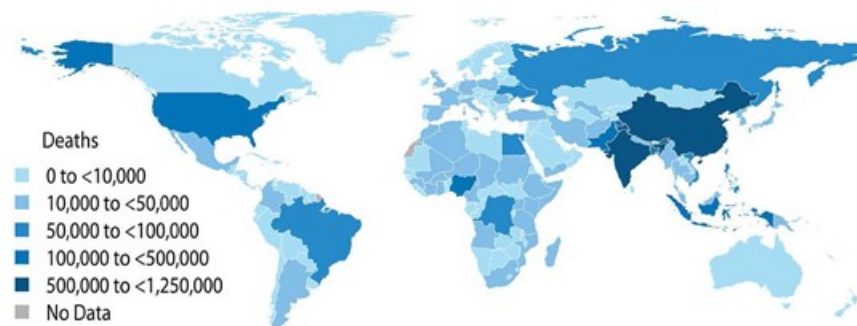 Deaths
0 to <10,000
10,000 to <50,000
50,000 to <100,000
100,000 to <500,000
500,000 to <1,250,000
No Data